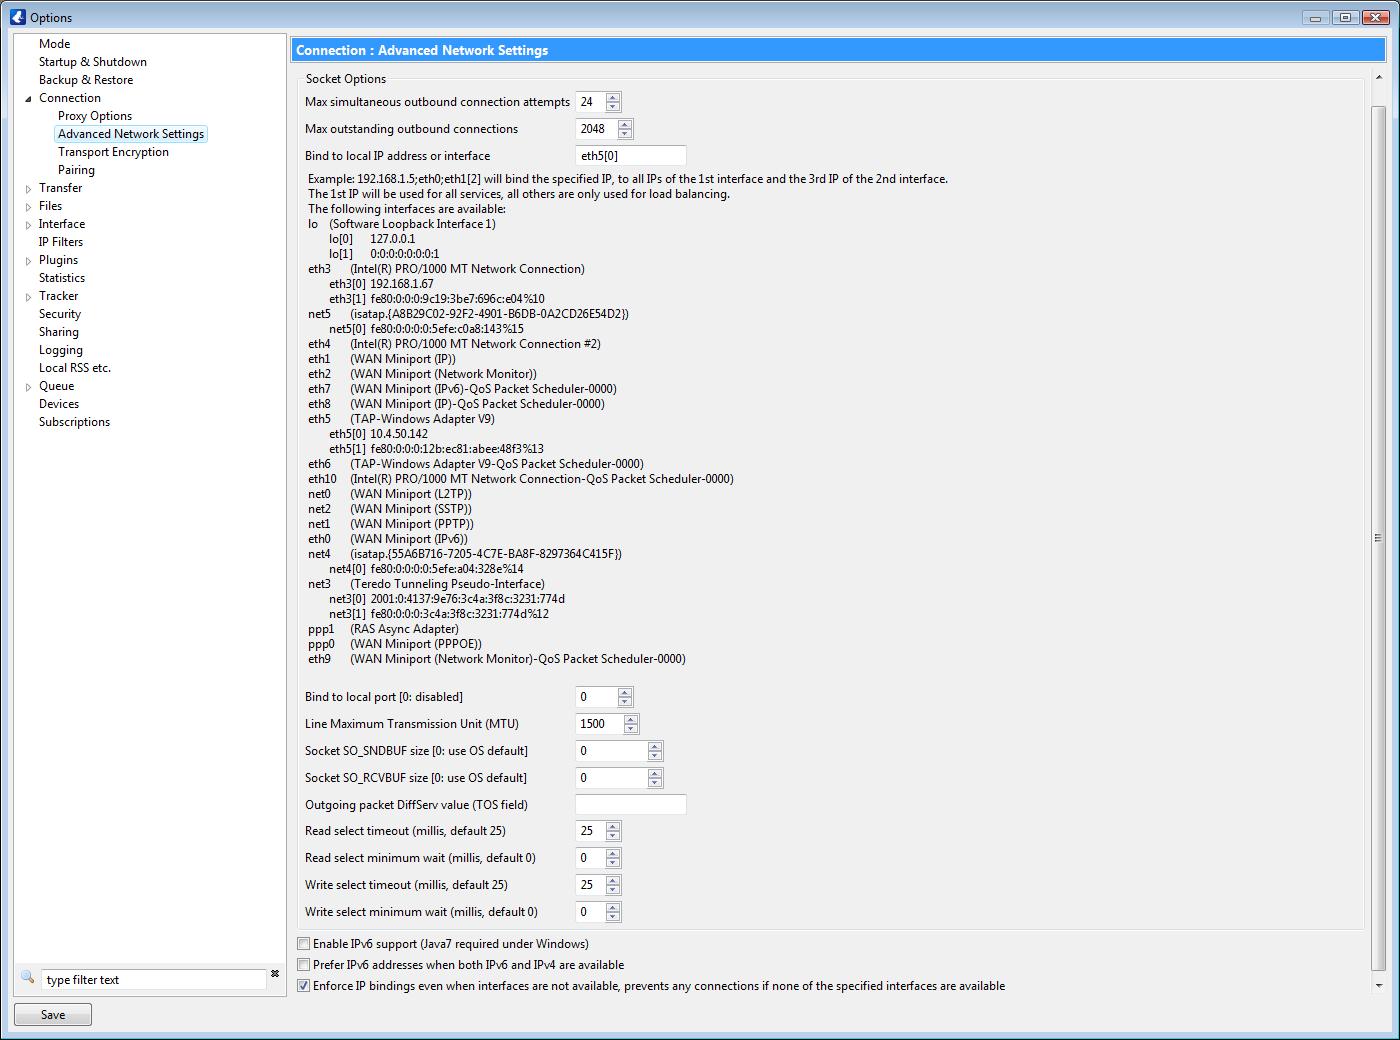 Options
Mode
Startup & Shutdown
Backup & Restore
Connection
Proxy Options
Advanced Network Settings
Transport Encryption
Pairing
Transfer
Files
Interface
IP Filters
Plugins
Statistics
Tracker
Security
Sharing
Logging
Local RSS etc.
Queue
Devices
Subscriptions
type filter text
Save
Connection : Advanced Network Settings
Socket Options
Max simultaneous outbound connection attempts 24
Max outstanding outbound connections 2048
Bind to local IP address or interface eth5[0]
Example: 192.168.1.5;eth0;eth1[2] will bind the specified IP, to all IPs of the 1st interface and the 3rd IP of the 2nd interface.
The 1st IP will be used for all services, all others are only used for load balancing.
The following interfaces are available:
lo (Software Loopback Interface 1)
lo[0] 127.0.0.1
lo[1] 0:0:0:0:0:0:0:1
eth3 (Intel(R) PRO/1000 MT Network Connection)
eth3[0] 192.168.1.67
eth3[1] fe80:0:0:0:9c19:3be7:696c:e04%10
net5 (isatap.{A8B29C02-92F2-4901-B6DB-0A2CD26E54D2})
net5[0] fe80:0:0:0:0:5efe:c0a8:143%15
eth4 (Intel(R) PRO/1000 MT Network Connection #2)
eth1 (WAN Miniport (IP))
eth2 (WAN Miniport (Network Monitor))
eth7 (WAN Miniport (IPv6)-QoS Packet Scheduler-0000)
eth8 (WAN Miniport (IP)-QoS Packet Scheduler-0000)
eth5 (TAP-Windows Adapter V9)
eth5[0] 10.4.50.142
eth5[1] fe80:0:0:0:12b:ec81:abee:48f3%13
eth6 (TAP-Windows Adapter V9-QoS Packet Scheduler-0000)
eth10 (Intel(R) PRO/1000 MT Network Connection-QoS Packet Scheduler-0000)
net0 (WAN Miniport (L2TP))
net2 (WAN Miniport (SSTP))
net1 (WAN Miniport (PPTP))
eth0 (WAN Miniport (IPv6))
net4 (isatap.{55A6B716-7205-4C7E-BA8F-8297364C415F})
net4[0] fe80:0:0:0:0:5efe:a04:328e%14
net3 (Teredo Tunneling Pseudo-Interface)
net3[0] 2001:0:4137:9e76:3c4a:3f8c:3231:774d
net3[1] fe80:0:0:0:3c4a:3f8c:3231:774d%12
ppp1 (RAS Async Adapter)
ppp0 (WAN Miniport (PPPOE))
eth9 (WAN Miniport (Network Monitor)-QoS Packet Scheduler-0000)
Bind to local port [0: disabled] 0
Line Maximum Transmission Unit (MTU) 1500
Socket SO_SNDBUF size [0: use OS default] 0
Socket SO_RCVBUF size [0: use OS default] 0
Outgoing packet DiffServ value (TOS field)
Read select timeout (millis, default 25) 25
Read select minimum wait (millis, default 0) 0
Write select timeout (millis, default 25) 25
Write select minimum wait (millis, default 0) 0
Enable IPv6 support (Java7 required under Windows)
Prefer IPv6 addresses when both IPv6 and IPv4 are available
Enforce IP bindings even when interfaces are not available, prevents any connections if none of the specified interfaces are available